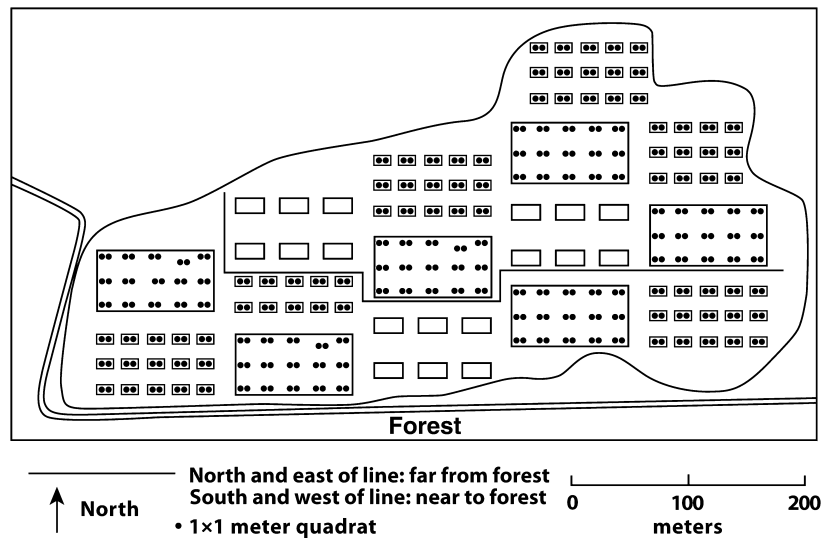 Forest
North and east of line: far from forest
South and west of line: near to forest
North
• 1×1 meter quadrat
0 100 200
meters